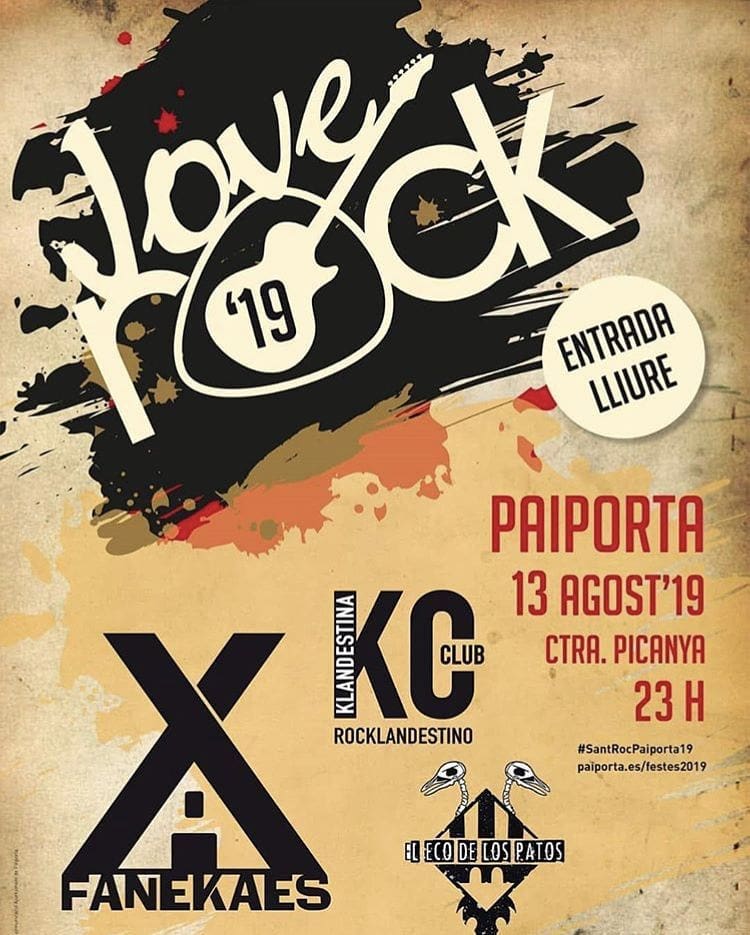 Love
rock
'19
ENTRADA
LLIURE
PAIPORTA
13 AGOST'19
CTRA. PICANYA
23 H
#SantRocPaiporta19
paiporta.es/festes2019
KLANDESTINA
KC
CLUB
ROCKLANDESTINO
X
FANEKAES
EL ECO DE LOS PATOS